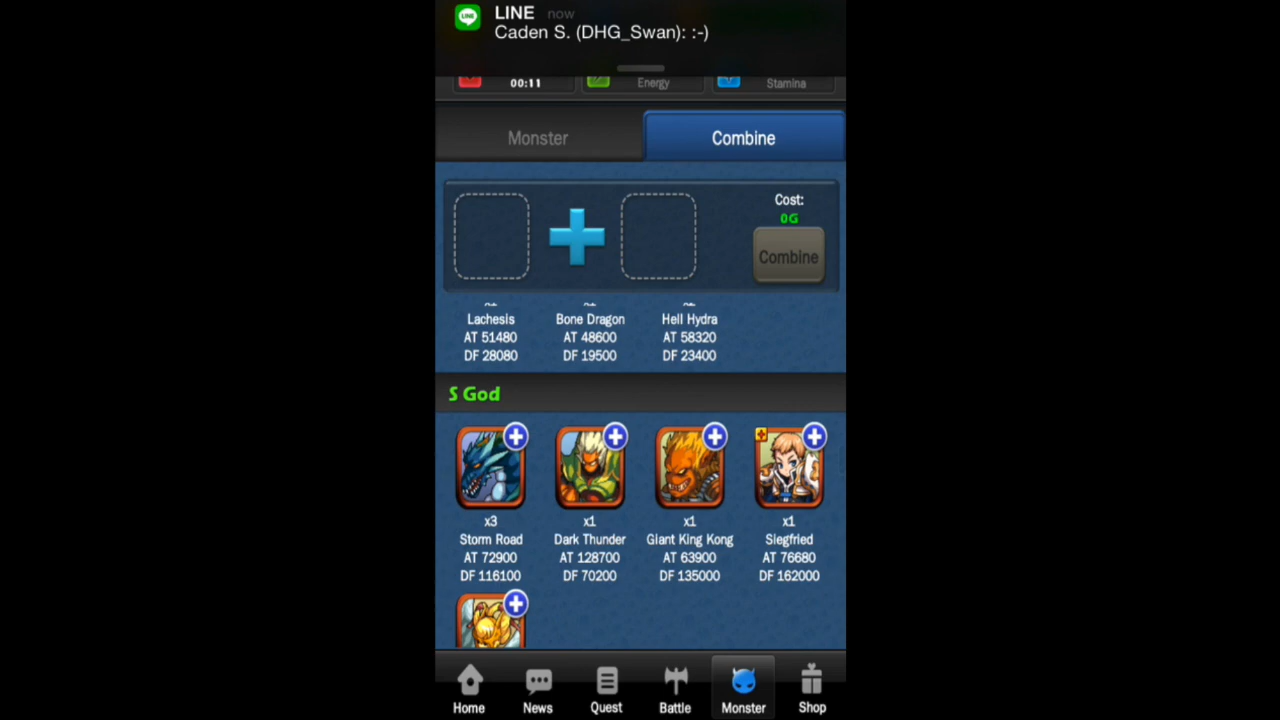 LINE now
Caden S. (DHG_Swan): :-)
00:11 Energy Stamina
Monster Combine
Cost:
0G
Combine
Lachesis Bone Dragon Hell Hydra
AT 51480 AT 48600 AT 58320
DF 28080 DF 19500 DF 23400
S God
x3 x1 x1 x1
Storm Road Dark Thunder Giant King Kong Siegfried
AT 72900 AT 128700 AT 63900 AT 76680
DF 116100 DF 70200 DF 135000 DF 162000
Home News Quest Battle Monster Shop